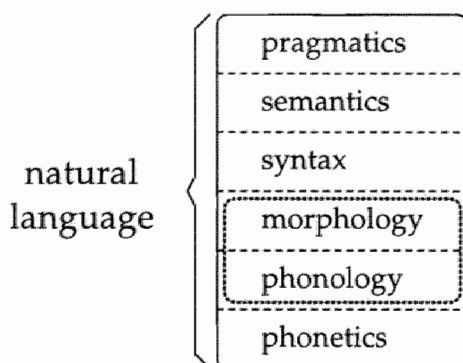 natural
language
pragmatics
semantics
syntax
morphology
phonology
phonetics